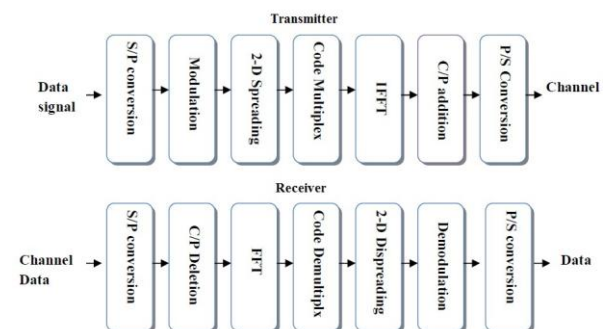 Transmitter
Data
signal
S/P conversion
Modulation
2-D Spreading
Code Multiplex
IFFT
C/P addition
P/S Conversion
Channel
Receiver
Channel
Data
S/P conversion
C/P Deletion
FFT
Code Demultiplx
2-D Dispreading
Demodulation
P/S conversion
Data